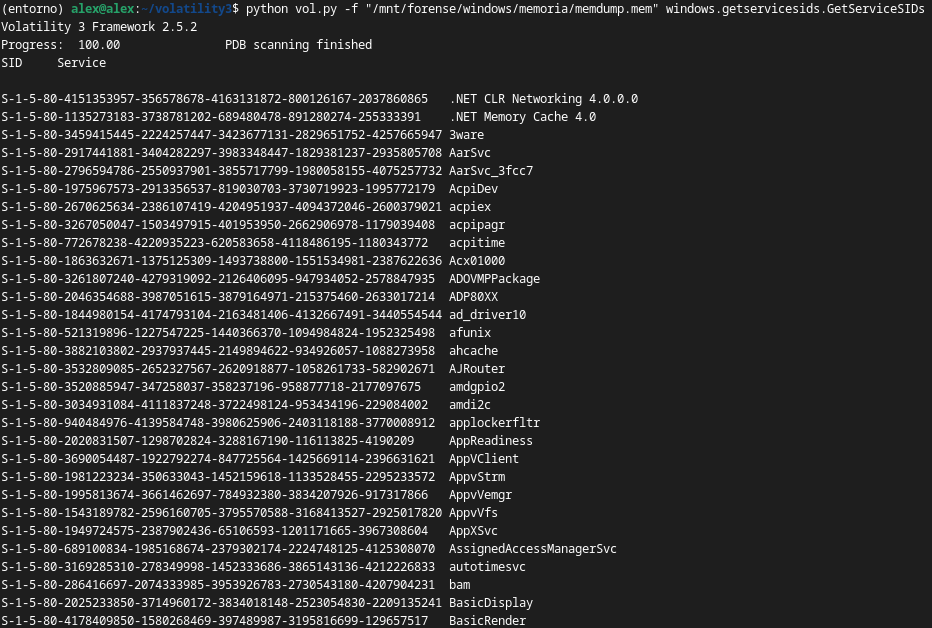 (entorno) alex@alex:~/volatility3$ python vol.py -f "/mnt/forense/windows/memoria/memdump.mem" windows.getservicesids.GetServiceSIDs
Volatility 3 Framework 2.5.2
Progress:  100.00               PDB scanning finished
SID     Service
S-1-5-80-4151353957-356578678-4163131872-800126167-2037860865   .NET CLR Networking 4.0.0.0
S-1-5-80-1135273183-3738781202-689480478-891280274-255333391    .NET Memory Cache 4.0
S-1-5-80-3459415445-2224257447-3423677131-2829651752-4257665947 3ware
S-1-5-80-2917441881-3404282297-3983348447-1829381237-2935805708 AarSvc
S-1-5-80-2796594786-2550937901-3855717799-1980058155-4075257732 AarSvc_3fcc7
S-1-5-80-1975967573-2913356537-819030703-3730719923-1995772179  AcpiDev
S-1-5-80-2670625634-2386107419-4204951937-4094372046-2600379021 acpiex
S-1-5-80-3267050047-1503497915-401953950-2662906978-1179039408  acpipagr
S-1-5-80-772678238-4220935223-620583658-4118486195-1180343772   acpitime
S-1-5-80-1863632671-1375125309-1493738800-1551534981-2387622636 Acx01000
S-1-5-80-3261807240-4279319092-2126406095-947934052-2578847935  ADOVMPPackage
S-1-5-80-2046354688-3987051615-3879164971-215375460-2633017214  ADP80XX
S-1-5-80-1844980154-4174793104-2163481406-4132667491-3440554544 ad_driver10
S-1-5-80-521319896-1227547225-1440366370-1094984824-1952325498  afunix
S-1-5-80-3882103802-2937937445-2149894622-934926057-1088273958  ahcache
S-1-5-80-3532809085-2652327567-2620918877-1058261733-582902671  AJRouter
S-1-5-80-3520885947-347258037-358237196-958877718-2177097675    amdgpio2
S-1-5-80-3034931084-4111837248-3722498124-953434196-229084002   amdi2c
S-1-5-80-940484976-4139584748-3980625906-2403118188-3770008912  applockerfltr
S-1-5-80-2020831507-1298702824-3288167190-116113825-4190209     AppReadiness
S-1-5-80-3690054487-1922792274-847725564-1425669114-2396631621  AppVClient
S-1-5-80-1981223234-350633043-1452159618-1133528455-2295233572  AppvStrm
S-1-5-80-1995813674-3661462697-784932380-3834207926-917317866   AppvVemgr
S-1-5-80-1543189782-2596160705-3795570588-3168413527-2925017820 AppvVfs
S-1-5-80-1949724575-2387902436-65106593-1201171665-3967308604   AppXSvc
S-1-5-80-689100834-1985168674-2379302174-2224748125-4125308070  AssignedAccessManagerSvc
S-1-5-80-3169285310-278349998-1452333686-3865143136-4212226833  autotimesvc
S-1-5-80-286416697-2074333985-3953926783-2730543180-4207904231  bam
S-1-5-80-2025233850-3714960172-3834018148-2523054830-2209135241 BasicDisplay
S-1-5-80-4178409850-1580268469-397489987-3195816699-129657517   BasicRender